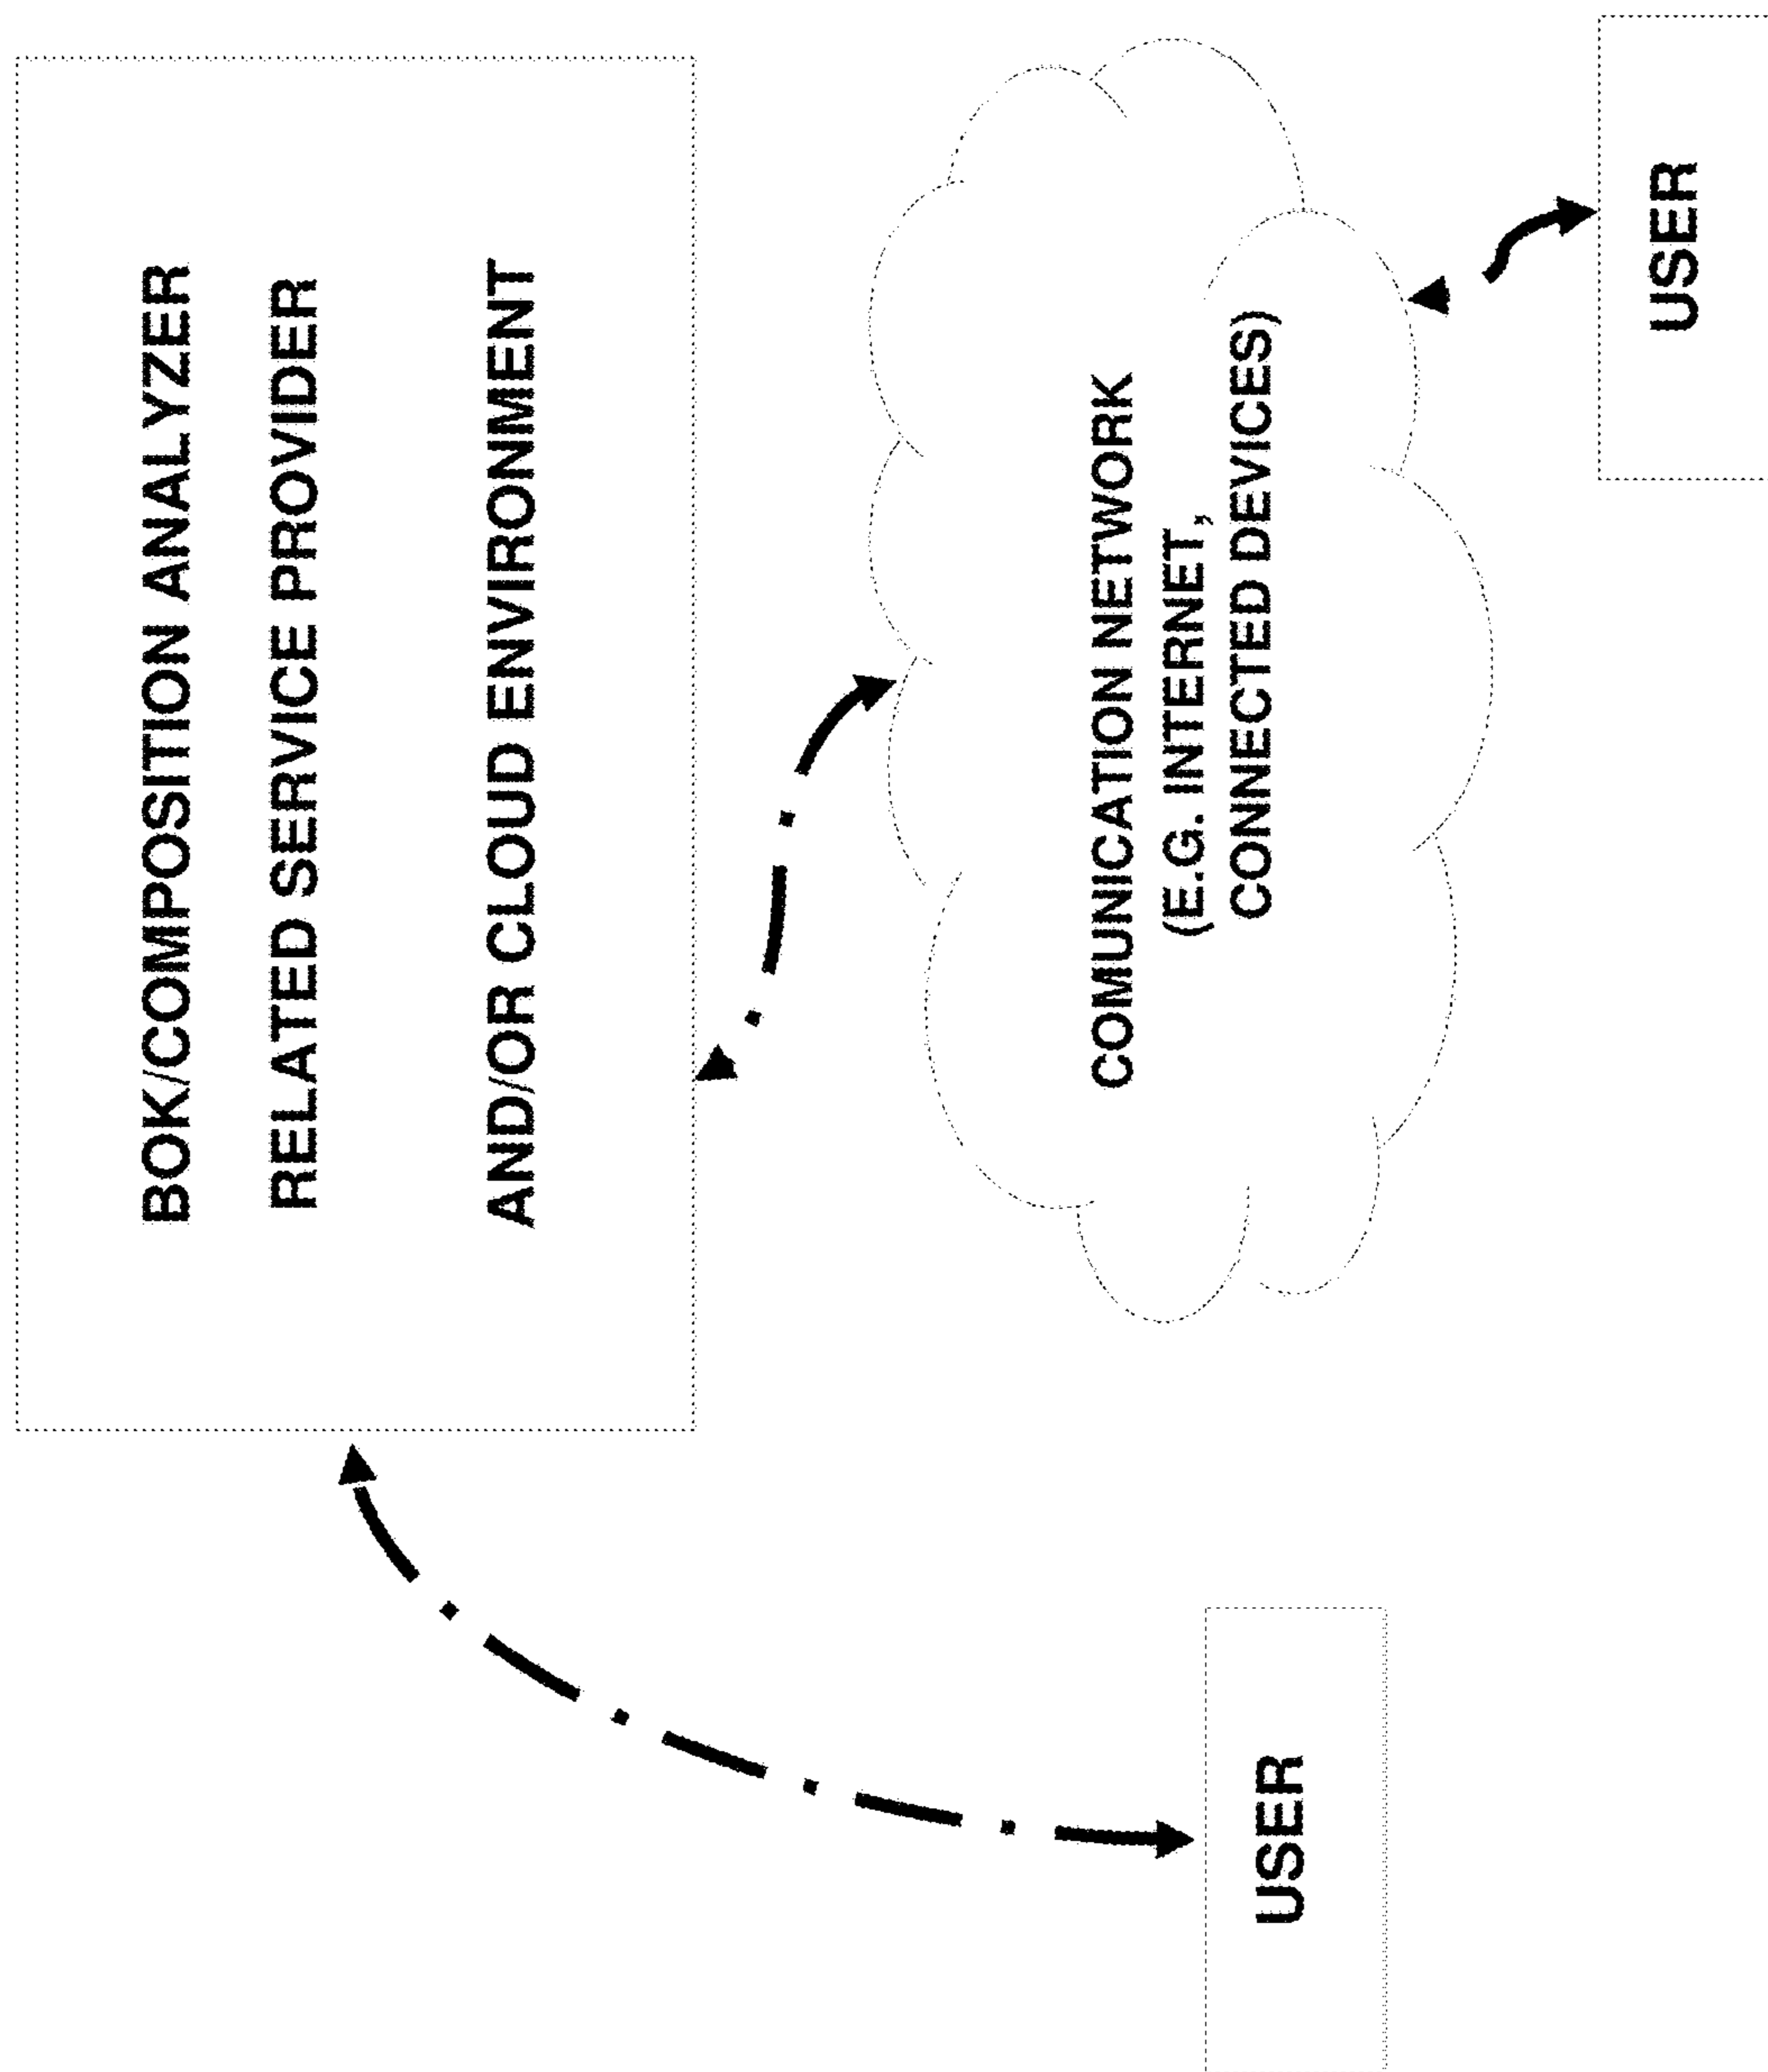 BOK/COMPOSITION ANALYZER
RELATED SERVICE PROVIDER
AND/OR CLOUD ENVIRONMENT
COMUNICATION NETWORK
(E.G. INTERNET,
CONNECTED DEVICES)
USER
USER